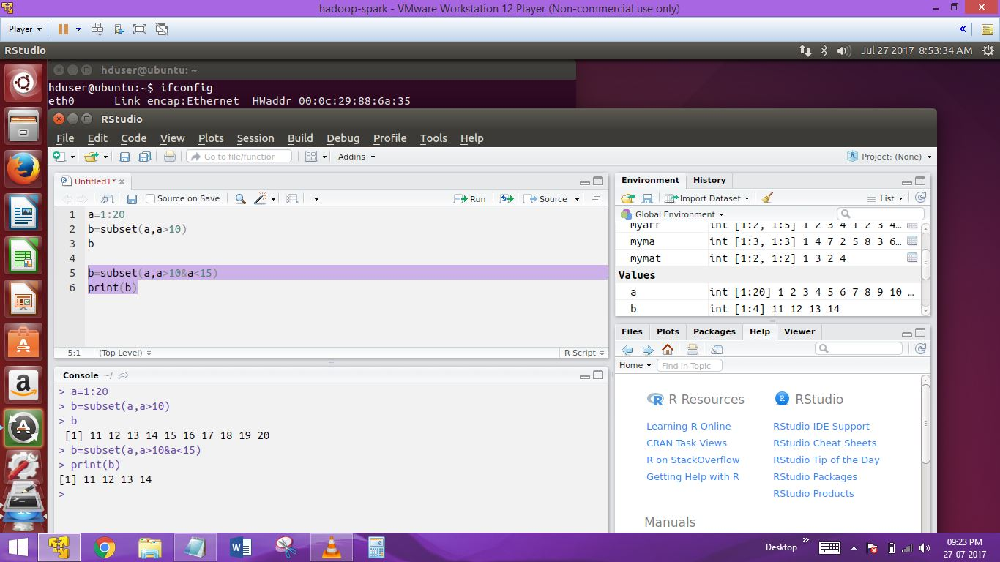 hadoop-spark - VMware Workstation 12 Player (Non-commercial use only)
Player
RStudio
Jul 27 2017 8:53:34 AM
hduser@ubuntu: ~
hduser@ubuntu:~$ ifconfig
eth0 Link encap:Ethernet HWaddr 00:0c:29:88:6a:35
RStudio
File Edit Code View Plots Session Build Debug Profile Tools Help
Go to file/function Addins Project: (None)
Untitled1*
Source on Save Run Source
1 a=1:20
2 b=subset(a,a>10)
3 b
4
5 b=subset(a,a>10&a<15)
6 print(b)
5:1 (Top Level) R Script
Console ~/
> a=1:20
> b=subset(a,a>10)
> b
[1] 11 12 13 14 15 16 17 18 19 20
> b=subset(a,a>10&a<15)
> print(b)
[1] 11 12 13 14
>
Environment History
Import Dataset List
Global Environment
myarr int [1:2, 1:5] 1 2 3 4 1 2 3 4…
myma int [1:3, 1:3] 1 4 7 2 5 8 3 6…
mymat int [1:2, 1:2] 1 3 2 4
Values
a int [1:20] 1 2 3 4 5 6 7 8 9 10 …
b int [1:4] 11 12 13 14
Files Plots Packages Help Viewer
Home Find in Topic
R Resources
Learning R Online
CRAN Task Views
R on StackOverflow
Getting Help with R
RStudio
RStudio IDE Support
RStudio Cheat Sheets
RStudio Tip of the Day
RStudio Packages
RStudio Products
Manuals
Desktop
09:23 PM
27-07-2017